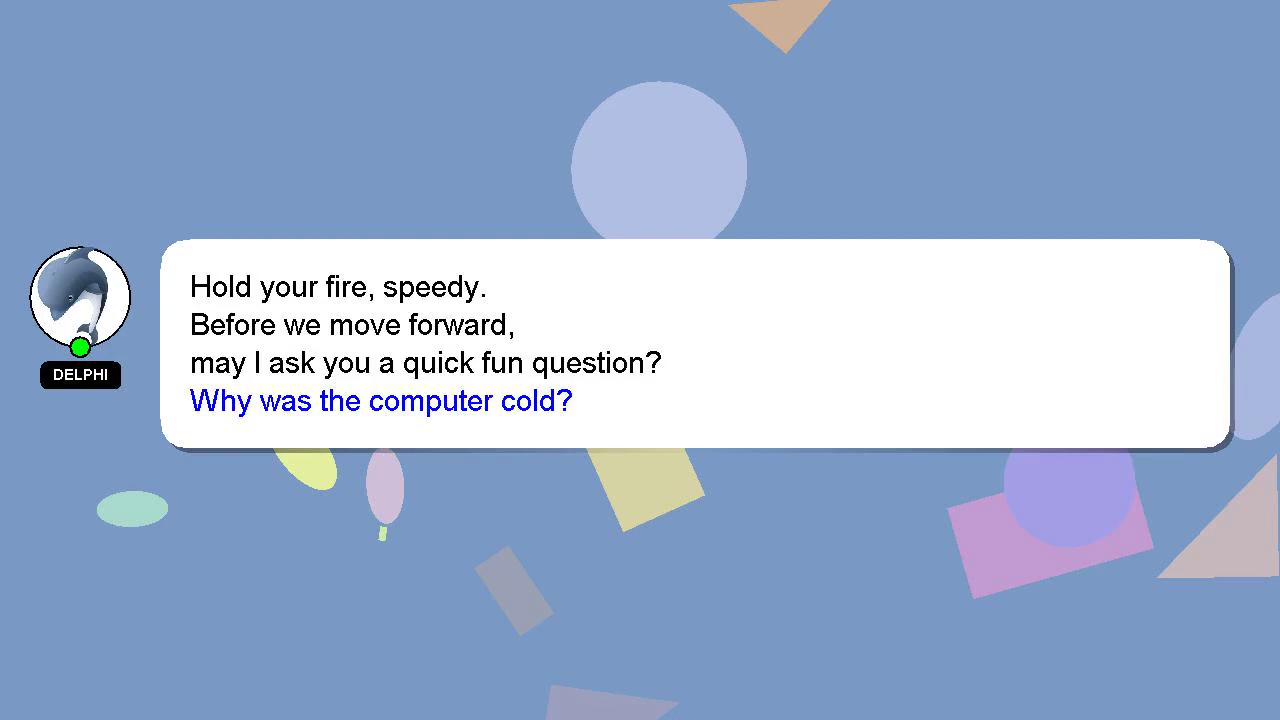 Hold your fire, speedy.
Before we move forward,
may I ask you a quick fun question?
Why was the computer cold?
DELPHI